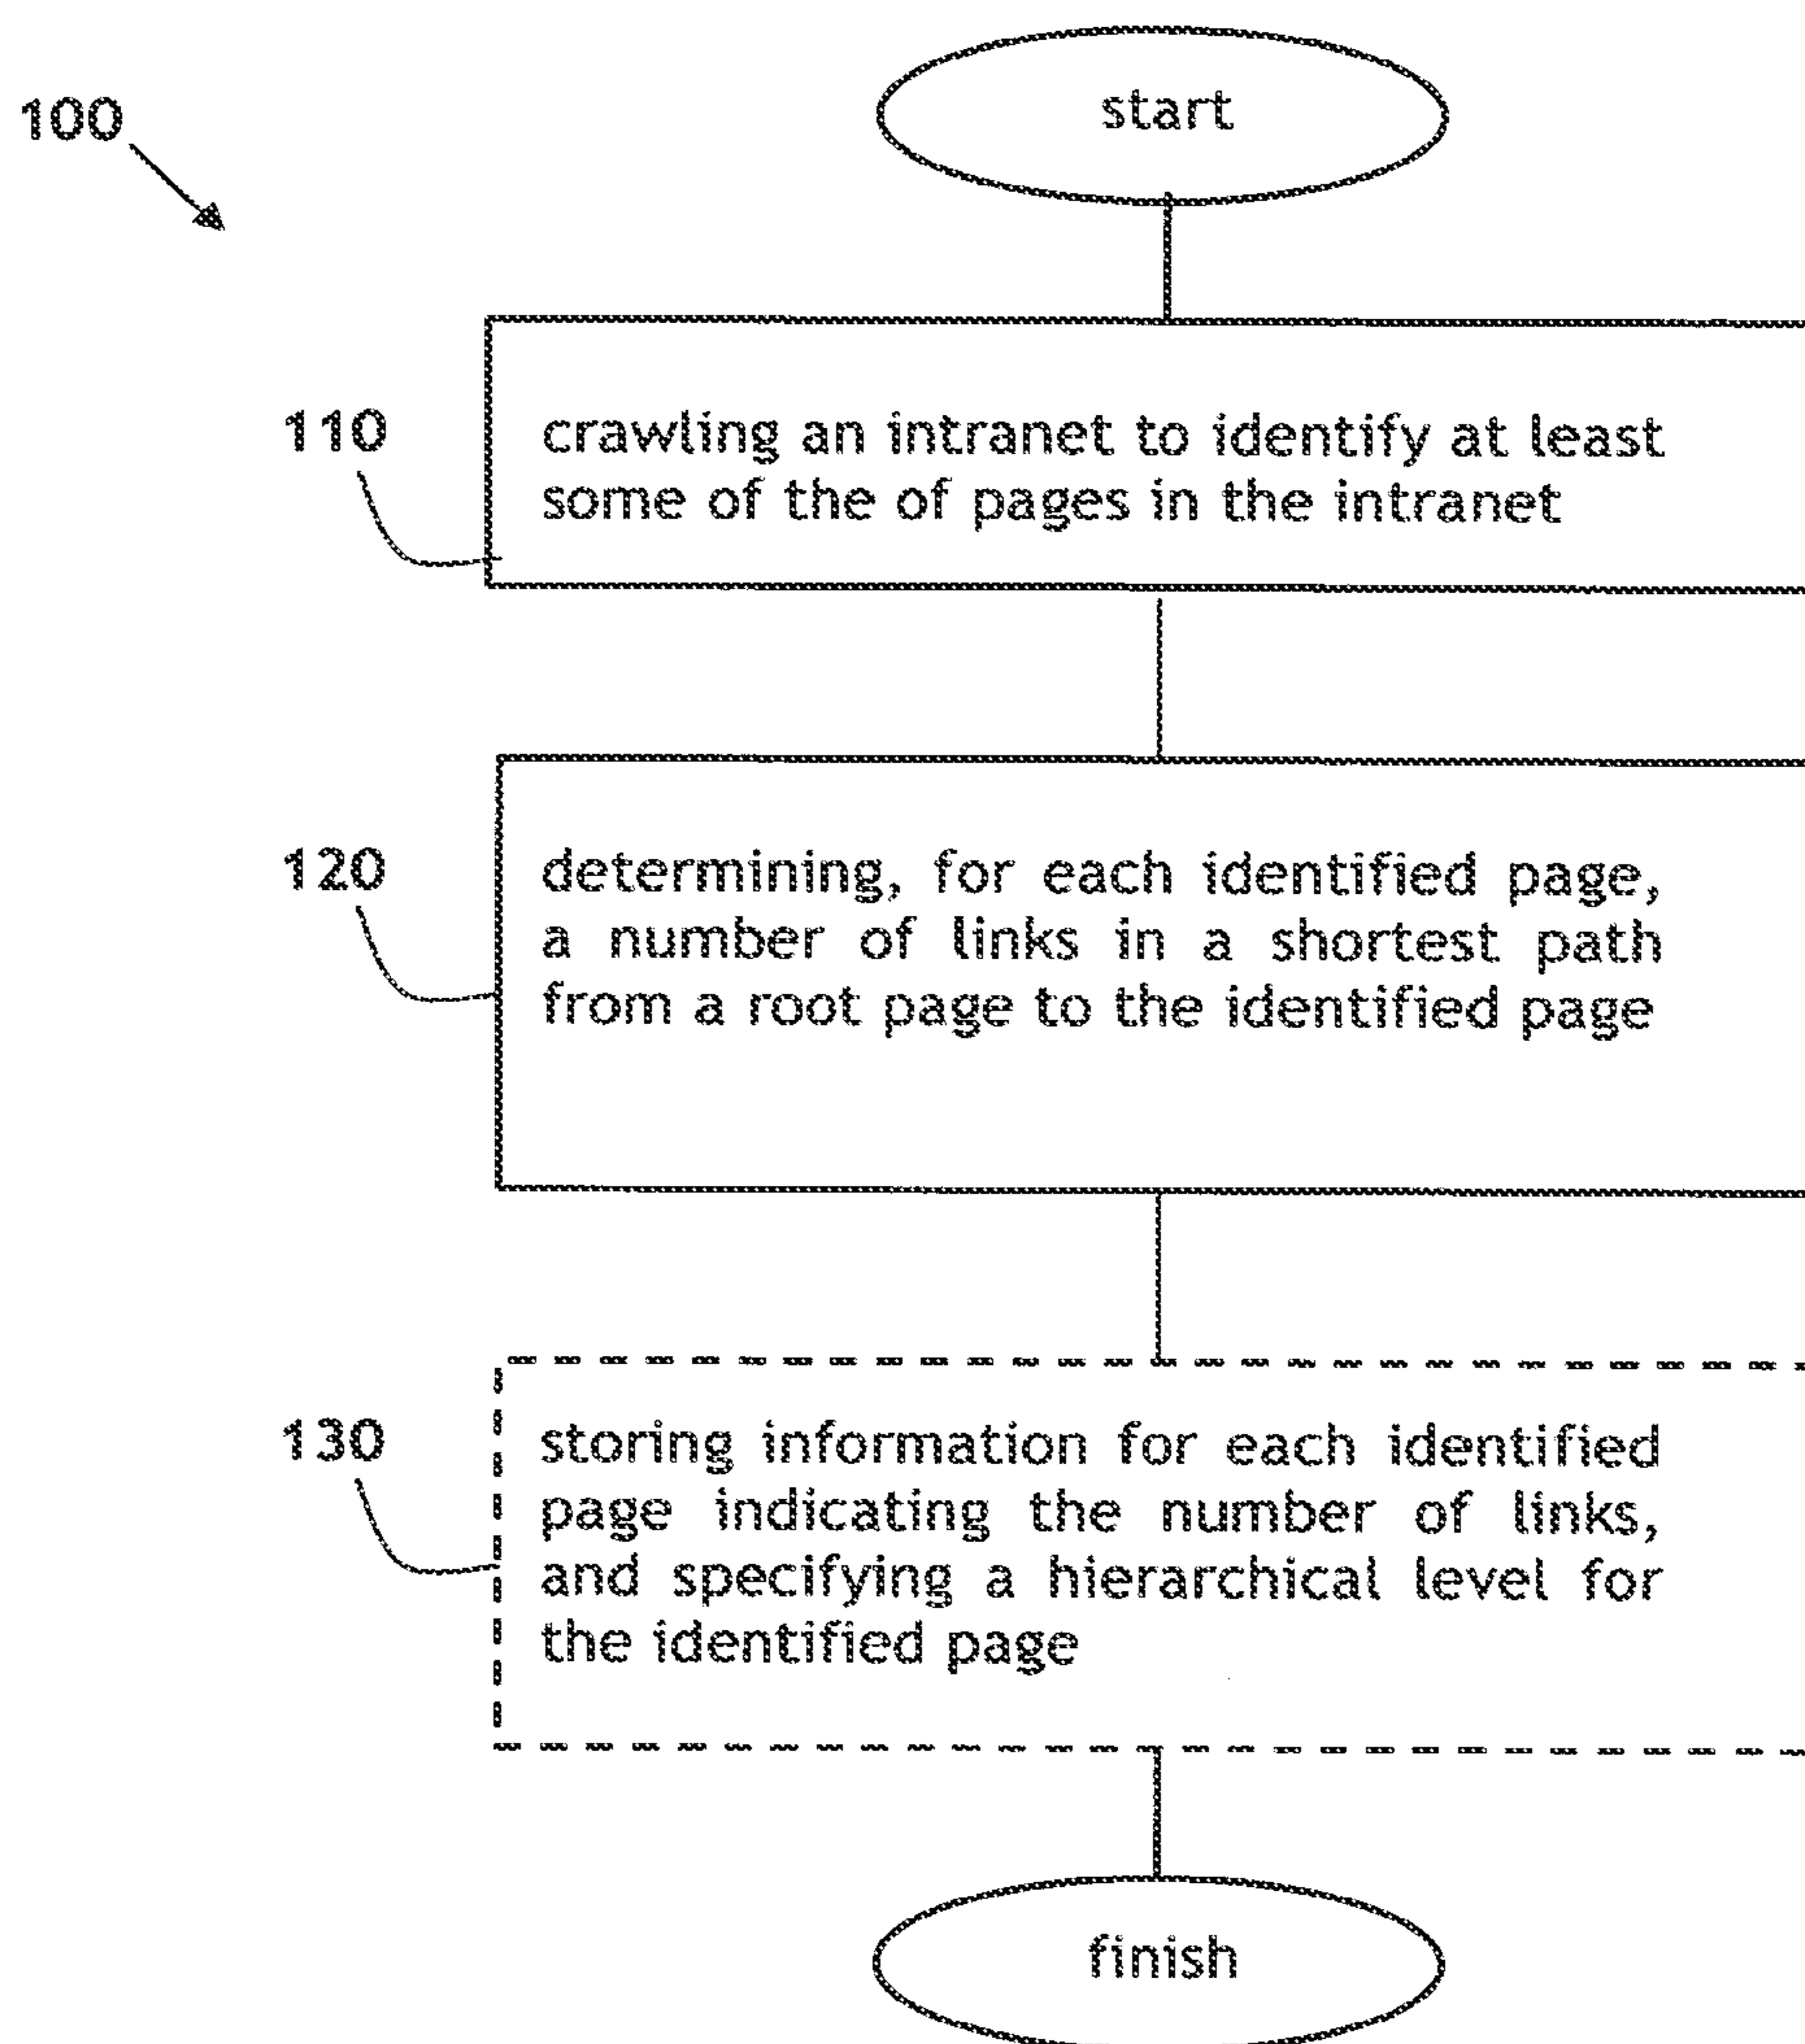 100
start
110
crawling an intranet to identify at least
some of the of pages in the intranet
120
determining, for each identified page,
a number of links in a shortest path
from a root page to the identified page
130
storing information for each identified
page indicating the number of links,
and specifying a hierarchical level for
the identified page
finish